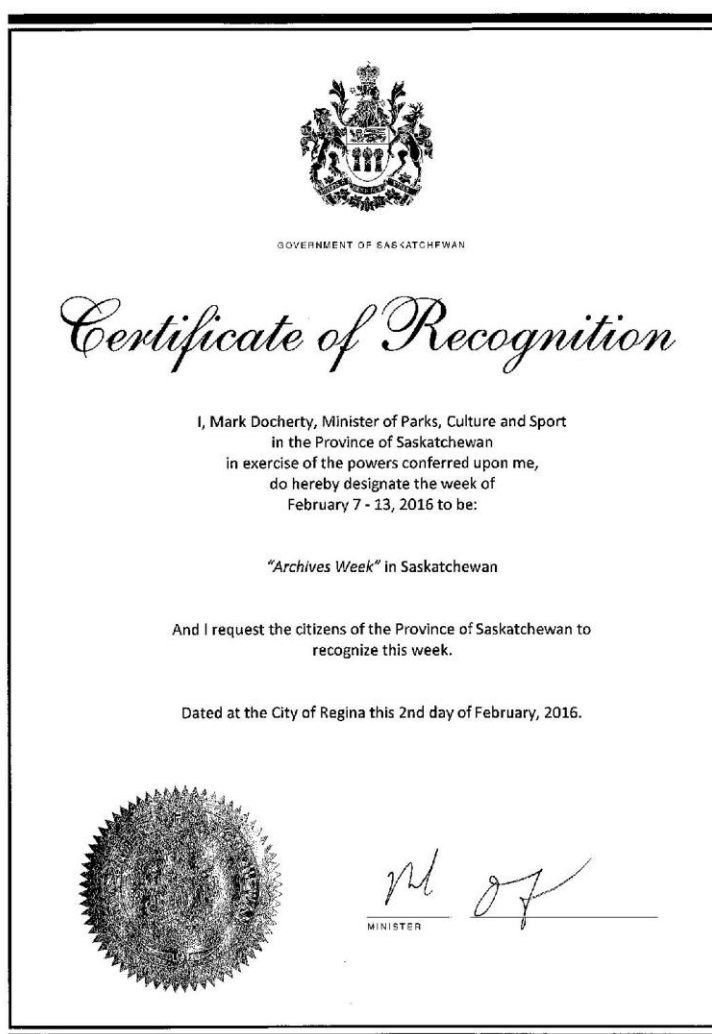 GOVERNMENT OF SASKATCHEWAN
Certificate of Recognition
I, Mark Docherty, Minister of Parks, Culture and Sport
in the Province of Saskatchewan
in exercise of the powers conferred upon me,
do hereby designate the week of
February 7 - 13, 2016 to be:
"Archives Week" in Saskatchewan
And I request the citizens of the Province of Saskatchewan to
recognize this week.
Dated at the City of Regina this 2nd day of February, 2016.
MINISTER